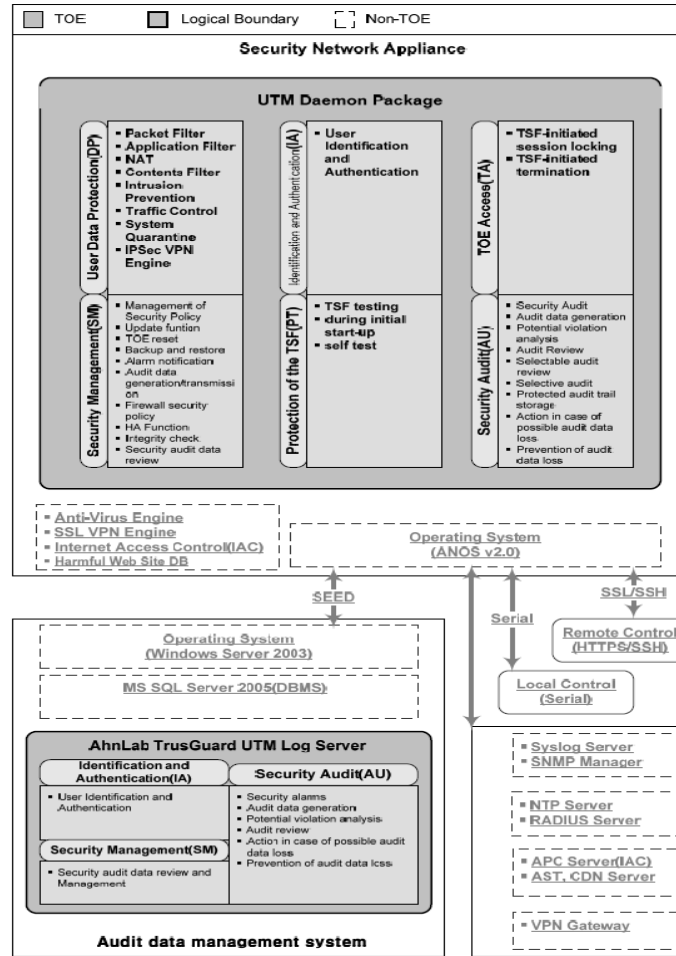 TOE
Logical Boundary
Non-TOE
Security Network Appliance
UTM Daemon Package
User Data Protection(DP)
▪ Packet Filter
▪ Application Filter
▪ NAT
▪ Contents Filter
▪ Intrusion
Prevention
▪ Traffic Control
▪ System
Quarantine
▪ IPSec VPN
Engine
Identification and Authentication(IA)
▪ User
Identification
and
Authentication
TOE Access(TA)
▪ TSF-initiated
session locking
▪ TSF-initiated
termination
Security Management(SM)
▪ Management of
Security Policy
▪ Update funtion
▪ TOE reset
▪ Backup and restore
▪ Alarm notification
▪ Audit data
generation/transmissi
on
▪ Firewall security
policy
▪ HA Function
▪ Integrity check
▪ Security audit data
review
Protection of the TSF(PT)
▪ TSF testing
▪ during initial
start-up
▪ self test
Security Audit(AU)
▪ Security Audit
▪ Audit data generation
▪ Potential violation
analysis
▪ Audit Review
▪ Selectable audit
review
▪ Selective audit
▪ Protected audit trail
storage
▪ Action in case of
possible audit data
loss
▪ Prevention of audit
data loss
▪ Anti-Virus Engine
▪ SSL VPN Engine
▪ Internet Access Control(IAC)
▪ Harmful Web Site DB
Operating System
(ANOS v2.0)
SEED
Serial
SSL/SSH
Remote Control
(HTTPS/SSH)
Local Control
(Serial)
Operating System
(Windows Server 2003)
MS SQL Server 2005(DBMS)
AhnLab TrusGuard UTM Log Server
Identification and
Authentication(IA)
▪ User Identification and
Authentication
Security Management(SM)
▪ Security audit data review and
Management
Security Audit(AU)
▪ Security alarms
▪ Audit data generation
▪ Potential violation analysis
▪ Audit review
▪ Action in case of possible audit
data loss
▪ Prevention of audit data loss
Audit data management system
▪ Syslog Server
▪ SNMP Manager
▪ NTP Server
▪ RADIUS Server
▪ APC Server(IAC)
▪ AST, CDN Server
▪ VPN Gateway